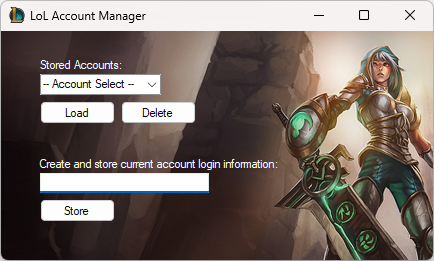 LoL Account Manager
Stored Accounts:
-- Account Select --
Load Delete
Create and store current account login information:
Store